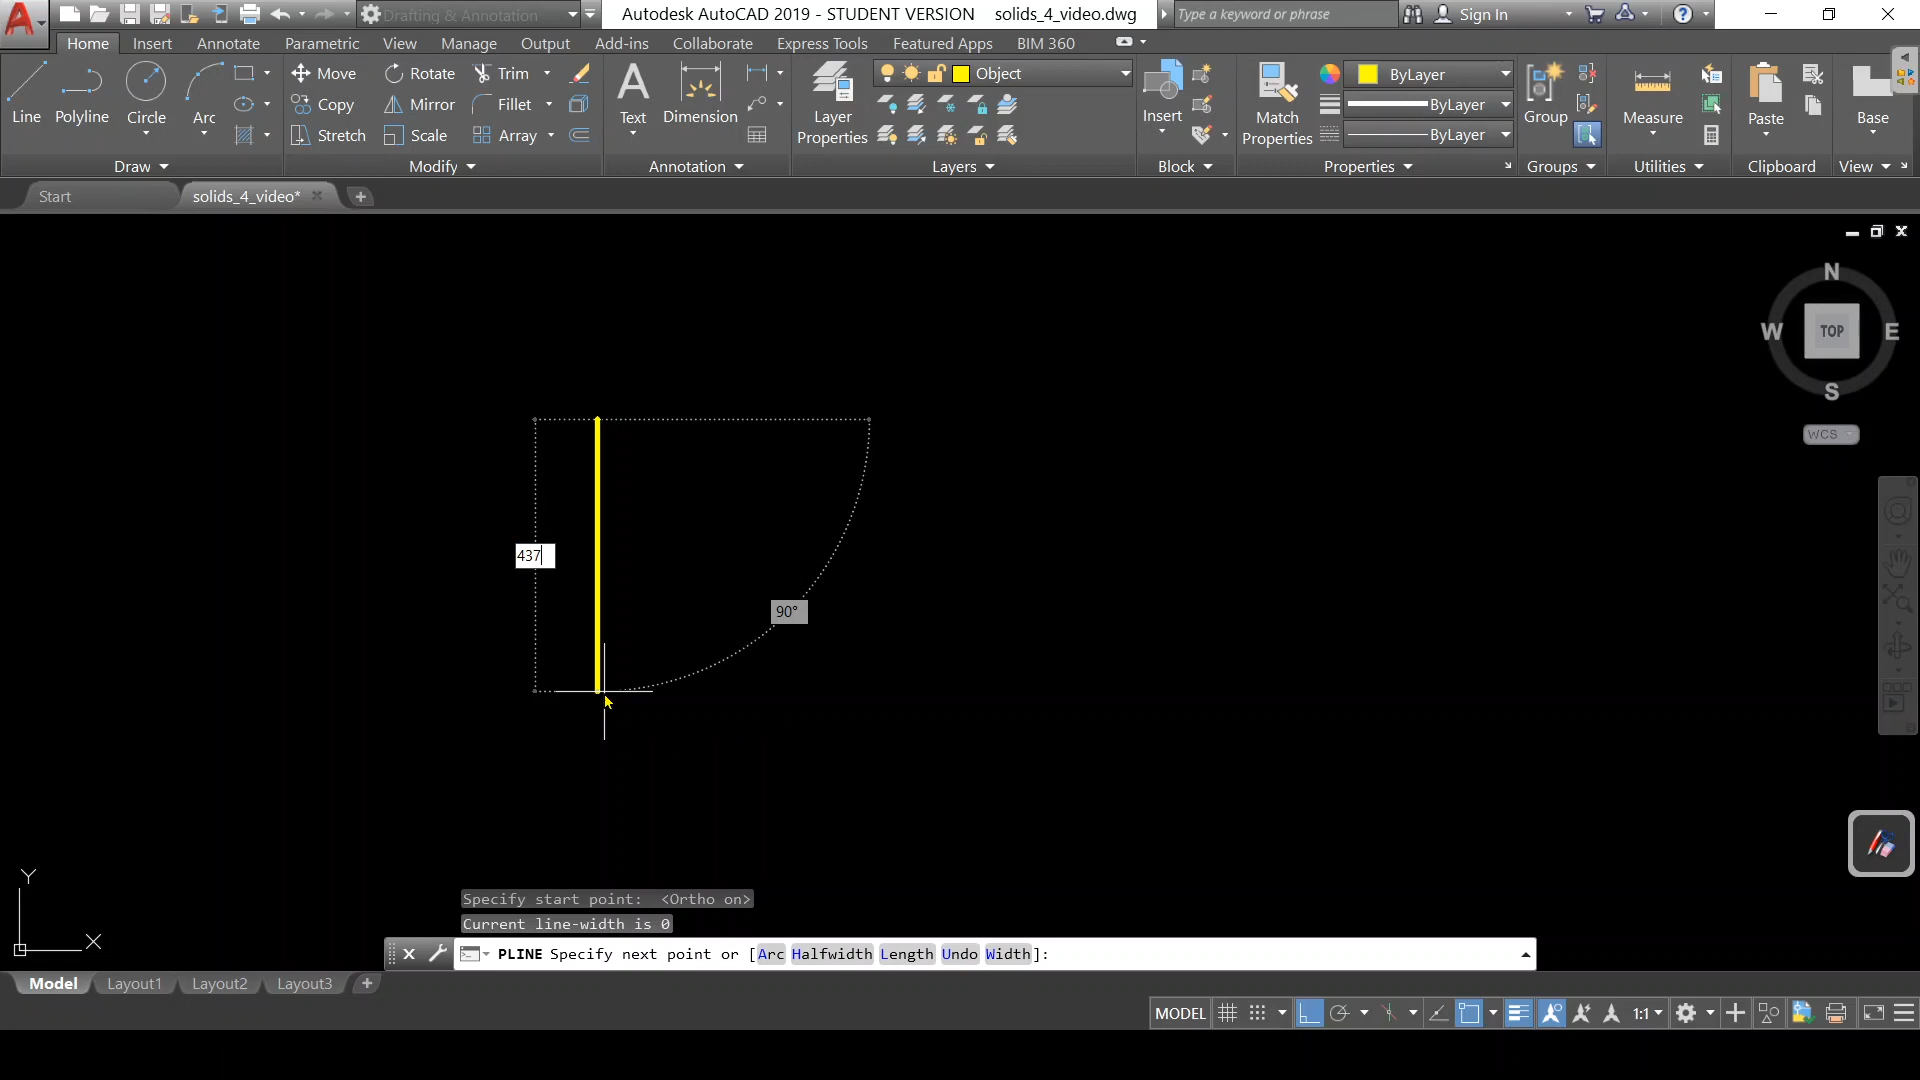 Drafting & Annotation
Autodesk AutoCAD 2019 - STUDENT VERSION solids_4_video.dwg
Type a keyword or phrase
Sign In
Home Insert Annotate Parametric View Manage Output Add-ins Collaborate Express Tools Featured Apps BIM 360
Line Polyline Circle Arc
Move Rotate Trim
Copy Mirror Fillet
Stretch Scale Array
Text Dimension
Layer Properties
Object
Insert
Match Properties
ByLayer
ByLayer
ByLayer
Group
Measure
Paste
Base
Draw Modify Annotation Layers Block Properties Groups Utilities Clipboard View
Start solids_4_video*
N
W TOP E
S
WCS
437
90°
Y
X
Specify start point: <Ortho on>
Current line-width is 0
PLINE Specify next point or [Arc Halfwidth Length Undo Width]:
Model Layout1 Layout2 Layout3
MODEL 1:1